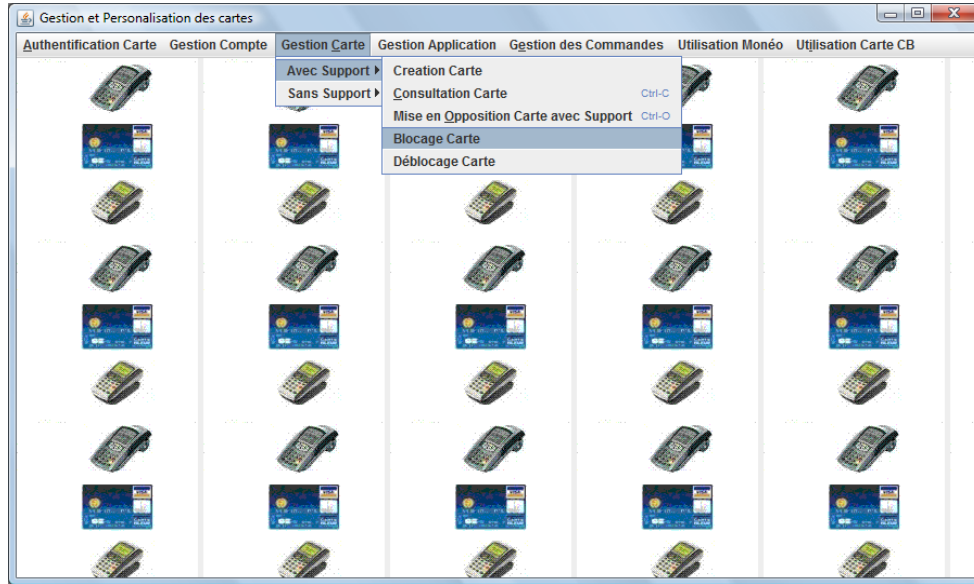 Gestion et Personalisation des cartes
Authentification Carte Gestion Compte Gestion Carte Gestion Application Gestion des Commandes Utilisation Monéo Utilisation Carte CB
Avec Support
Sans Support
Creation Carte
Consultation Carte Ctrl-C
Mise en Opposition Carte avec Support Ctrl-O
Blocage Carte
Déblocage Carte